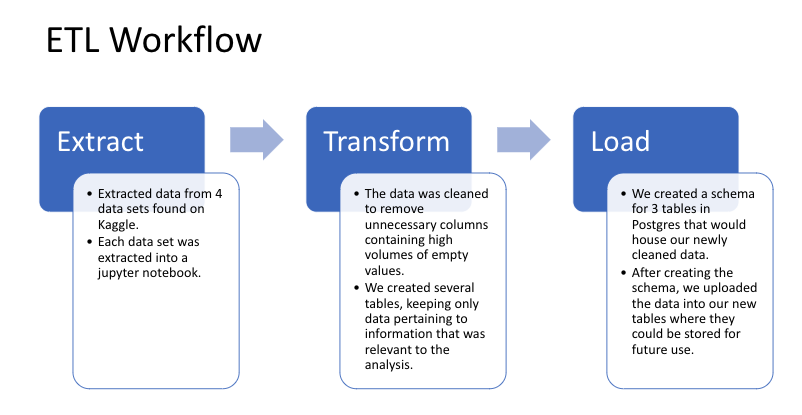 ETL Workflow
Extract
• Extracted data from 4
data sets found on
Kaggle.
• Each data set was
extracted into a
jupyter notebook.
Transform
• The data was cleaned
to remove
unnecessary columns
containing high
volumes of empty
values.
• We created several
tables, keeping only
data pertaining to
information that was
relevant to the
analysis.
Load
• We created a schema
for 3 tables in
Postgres that would
house our newly
cleaned data.
• After creating the
schema, we uploaded
the data into our new
tables where they
could be stored for
future use.